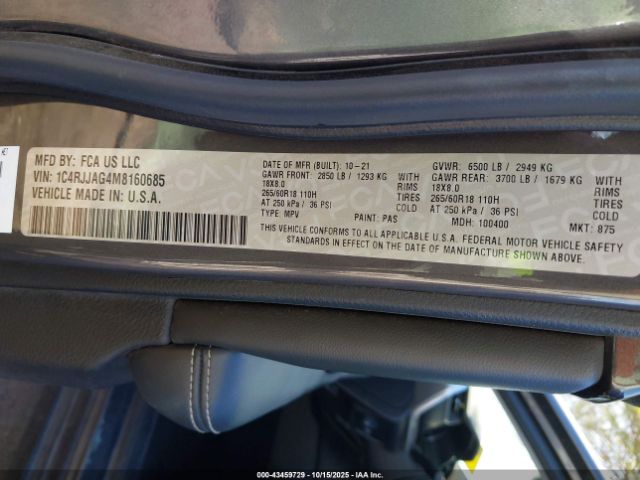 MFD BY: FCA US LLC
VIN: 1C4RJJAG4M8160685
VEHICLE MADE IN: U.S.A.
DATE OF MFR (BUILT): 10-21
GVWR: 6500 LB / 2949 KG
GAWR FRONT: 2850 LB / 1293 KG
GAWR REAR: 3700 LB / 1679 KG
18X8.0 RIMS 18X8.0 RIMS
265/60R18 110H TIRES 265/60R18 110H TIRES
AT 250 kPa / 36 PSI COLD AT 250 kPa / 36 PSI COLD
TYPE: MPV PAINT: PAS MDH: 100400 MKT: 875
THIS VEHICLE CONFORMS TO ALL APPLICABLE U.S.A. FEDERAL MOTOR VEHICLE SAFETY
STANDARDS IN EFFECT ON THE DATE OF MANUFACTURE SHOWN ABOVE.
000-43459729 - 10/15/2025 - IAAI.com